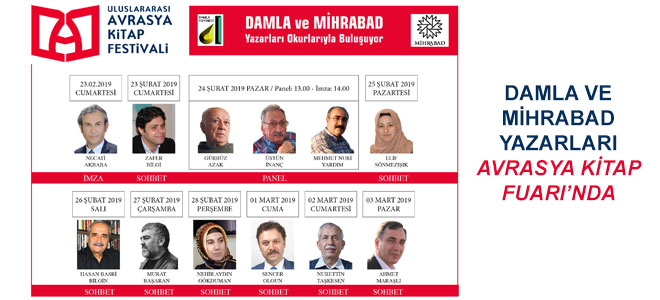 ULUSLARARASI
AVRASYA
KİTAP
FESTİVALİ
DAMLA ve MİHRABAD
Yazarları Okurlarıyla Buluşuyor
MİHRABAD
23.02.2019
CUMARTESİ
23 ŞUBAT 2019
CUMARTESİ
24 ŞUBAT 2019 PAZAR / Panel: 13.00 - İmza: 14.00
25 ŞUBAT 2019
PAZARTESİ
NECATİ
AKBABA
ZAFER
BİLGİ
GÜRBÜZ
AZAK
ÜSTÜN
İNANÇ
MEHMET NURİ
YARDIM
ELİF
SÖNMEZIŞIK
İMZA
SOHBET
PANEL
SOHBET
26 ŞUBAT 2019
SALI
27 ŞUBAT 2019
ÇARŞAMBA
28 ŞUBAT 2019
PERŞEMBE
01 MART 2019
CUMA
02 MART 2019
CUMARTESİ
03 MART 2019
PAZAR
HASAN BASRİ
BİLGİN
MURAT
BAŞARAN
NEHİR AYDIN
GÖKDUMAN
SENCER
OLGUN
NURETTİN
TAŞKESEN
AHMET
MARAŞLI
SOHBET
SOHBET
SOHBET
SOHBET
SOHBET
SOHBET
DAMLA VE
MİHRABAD
YAZARLARI
AVRASYA KİTAP
FUARI'NDA